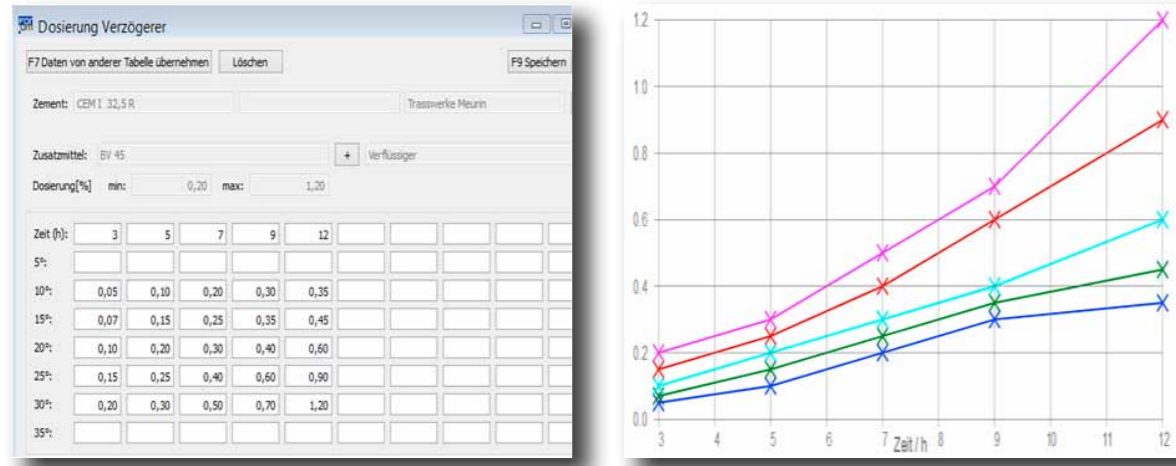 Dosierung Verzögerer
F7 Daten von anderer Tabelle übernehmen Löschen F9 Speichern
Zement: CEM I 32,5 R Trasswerke Meurin
Zusatzmittel: BV 45 + Verflüssiger
Dosierung[%] min: 0,20 max: 1,20
Zeit (h): 3 5 7 9 12
5°:
10°: 0,05 0,10 0,20 0,30 0,35
15°: 0,07 0,15 0,25 0,35 0,45
20°: 0,10 0,20 0,30 0,40 0,60
25°: 0,15 0,25 0,40 0,60 0,90
30°: 0,20 0,30 0,50 0,70 1,20
35°:
1.2
1.0
0.8
0.6
0.4
0.2
0.0
3 4 5 6 7 8 9 10 11 12
Zeit / h